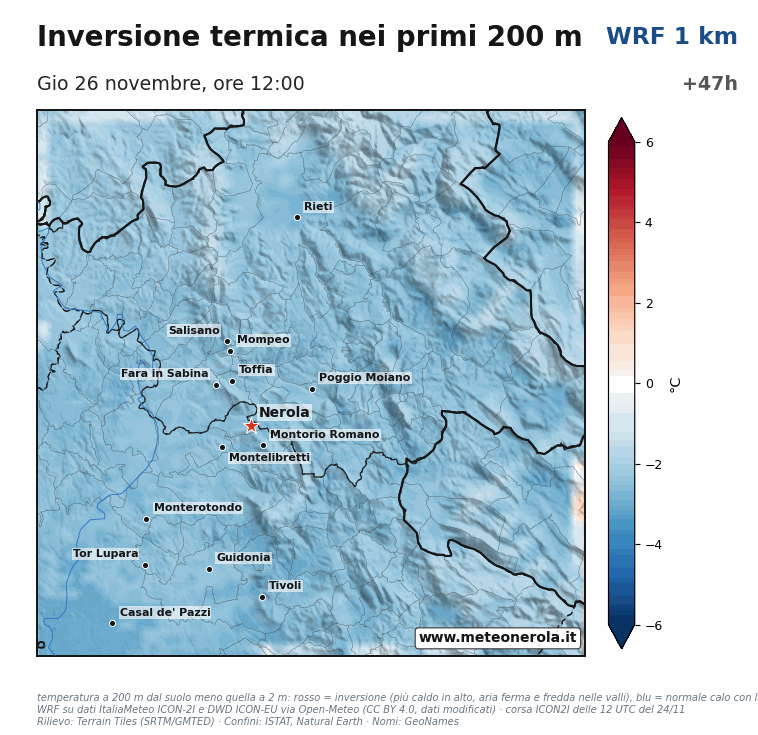 Inversione termica nei primi 200 m WRF 1 km
Gio 26 novembre, ore 12:00 +47h
6
4
2
0
−2
−4
−6
°C
Rieti
Salisano
Mompeo
Toffia
Fara in Sabina
Poggio Moiano
Nerola
Montorio Romano
Montelibretti
Monterotondo
Tor Lupara
Guidonia
Tivoli
Casal de' Pazzi
www.meteonerola.it
temperatura a 200 m dal suolo meno quella a 2 m: rosso = inversione (più caldo in alto, aria ferma e fredda nelle valli), blu = normale calo con
WRF su dati ItaliaMeteo ICON-2I e DWD ICON-EU via Open-Meteo (CC BY 4.0, dati modificati) · corsa ICON2I delle 12 UTC del 24/11
Rilievo: Terrain Tiles (SRTM/GMTED) · Confini: ISTAT, Natural Earth · Nomi: GeoNames